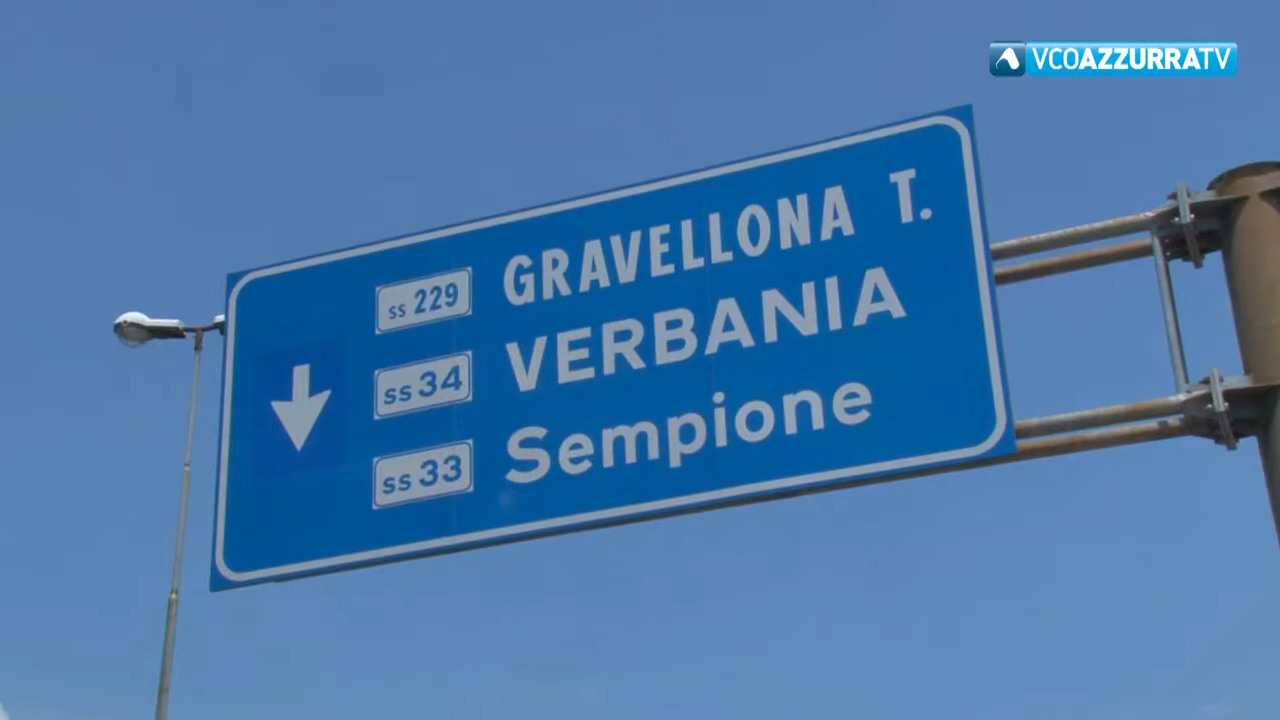 VCOAZZURRATV
ss 229 GRAVELLONA T.
ss 34 VERBANIA
ss 33 Sempione